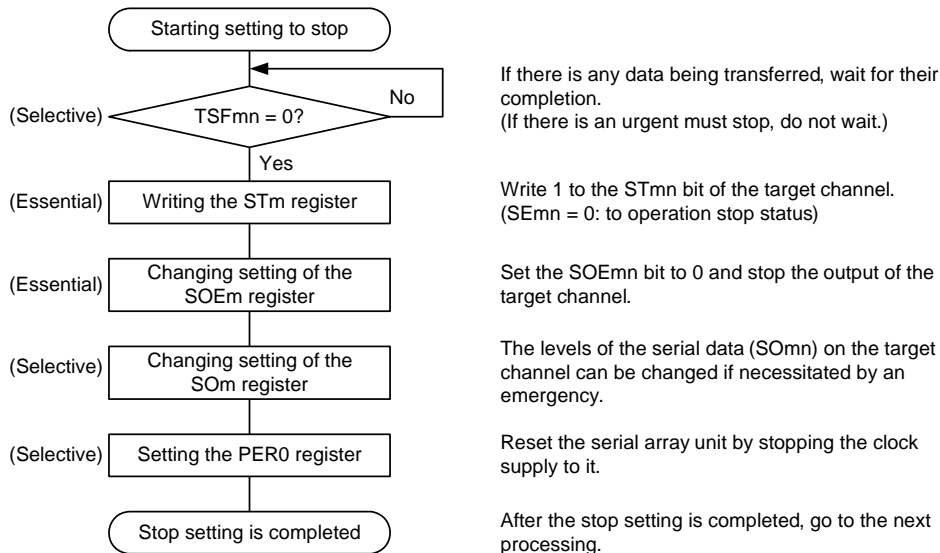 Starting setting to stop
If there is any data being transferred, wait for their
completion.
(If there is an urgent must stop, do not wait.)
(Selective)
TSFmn = 0?
No
Yes
(Essential)
Writing the STm register
Write 1 to the STmn bit of the target channel.
(SEmn = 0: to operation stop status)
(Essential)
Changing setting of the
SOEm register
Set the SOEmn bit to 0 and stop the output of the
target channel.
(Selective)
Changing setting of the
SOm register
The levels of the serial data (SOmn) on the target
channel can be changed if necessitated by an
emergency.
(Selective)
Setting the PER0 register
Reset the serial array unit by stopping the clock
supply to it.
Stop setting is completed
After the stop setting is completed, go to the next
processing.